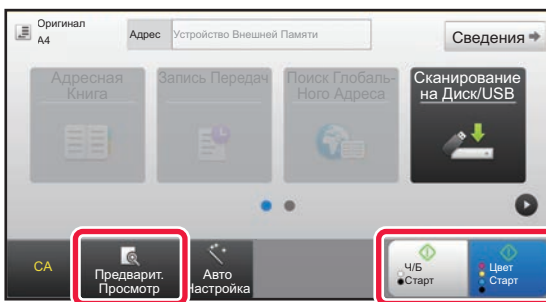 Оригинал
A4
Адрес
Устройство Внешней Памяти
Сведения
Адресная
Книга
Запись Передач
Поиск Глобаль-
Ного Адреса
Сканирование
на Диск/USB
CA
Предварит.
Просмотр
Авто
Настройка
Ч/Б
Старт
Цвет
Старт